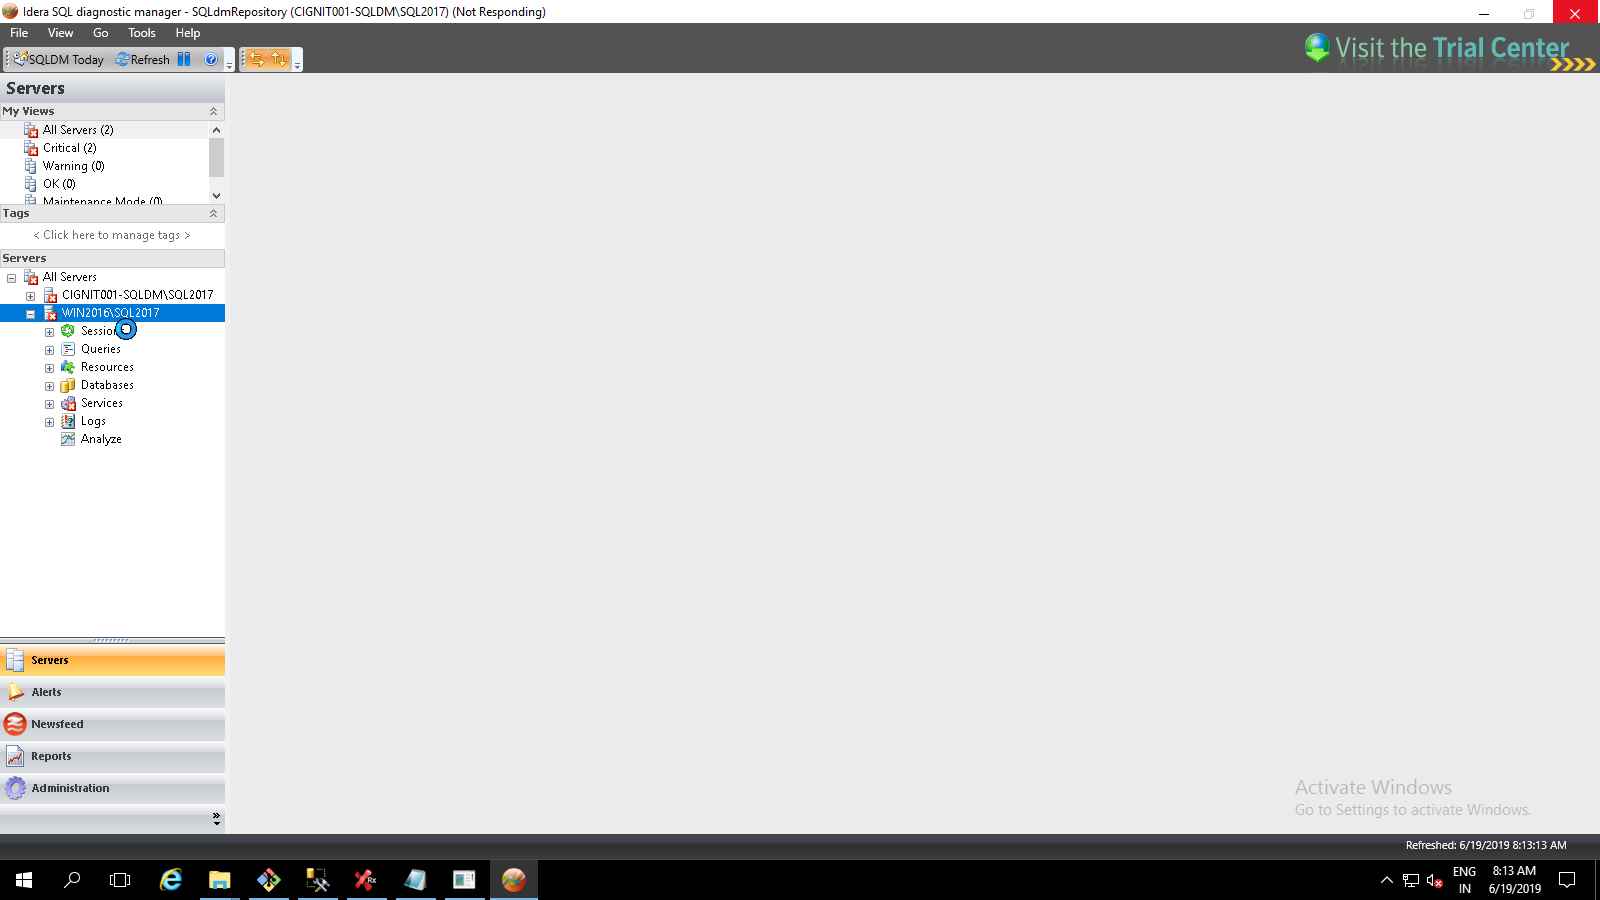 Idera SQL diagnostic manager - SQLdmRepository (CIGNIT001-SQLDM\SQL2017) (Not Responding)
File View Go Tools Help
SQLDM Today Refresh
Visit the Trial Center
Servers
My Views
All Servers (2)
Critical (2)
Warning (0)
OK (0)
Maintenance Mode (0)
Tags
< Click here to manage tags >
Servers
All Servers
CIGNIT001-SQLDM\SQL2017
WIN2016\SQL2017
Queries
Resources
Databases
Services
Logs
Analyze
Servers
Alerts
Newsfeed
Reports
Administration
Activate Windows
Go to Settings to activate Windows.
Refreshed: 6/19/2019 8:13:13 AM
ENG 8:13 AM
IN 6/19/2019